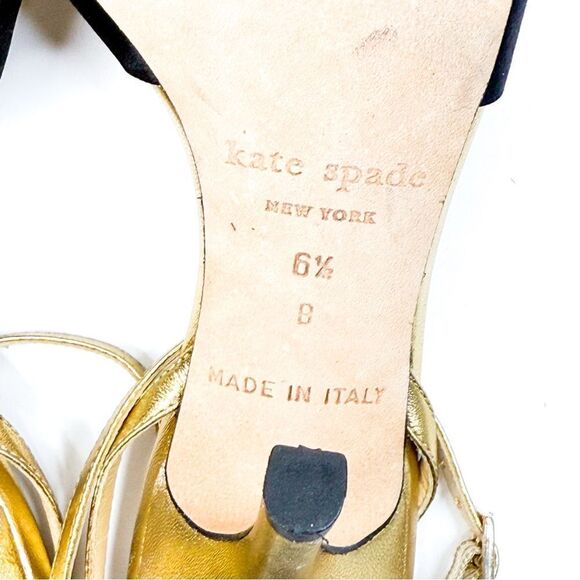 kate spade
NEW YORK
6½
B
MADE IN ITALY